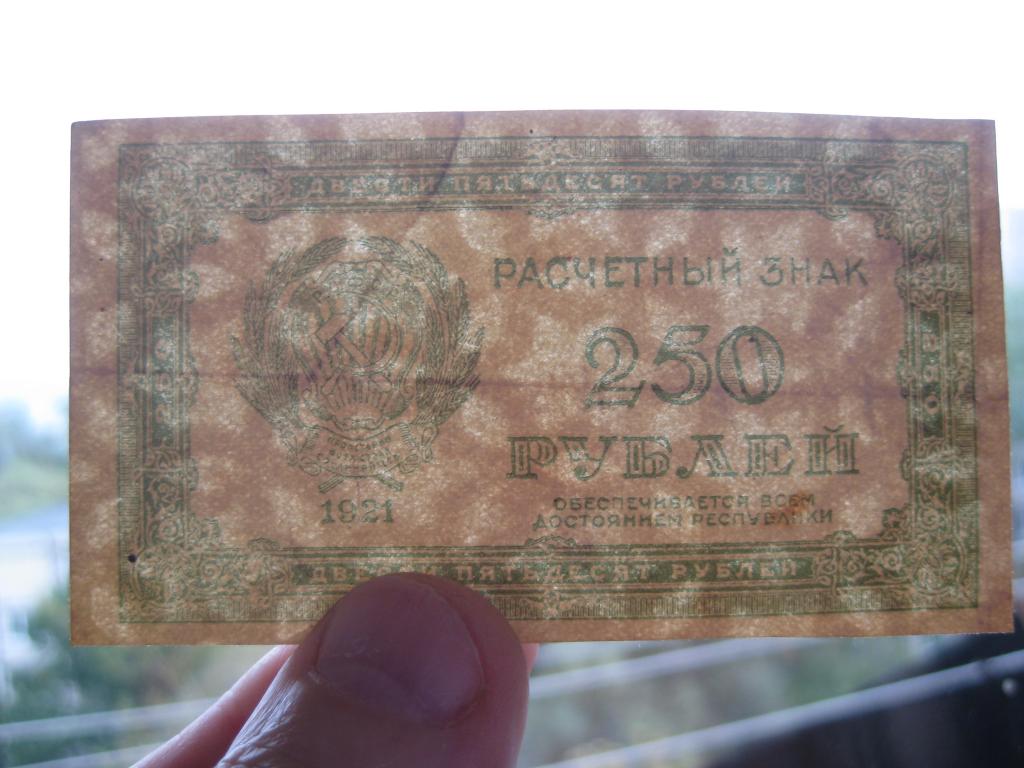 ДВЕСТИ ПЯТЬДЕСЯТ РУБЛЕЙ
РАСЧЕТНЫЙ ЗНАК
250
РУБЛЕЙ
1921
ОБЕСПЕЧИВАЕТСЯ ВСЕМ
ДОСТОЯНИЕМ РЕСПУБЛИКИ
ДВЕСТИ ПЯТЬДЕСЯТ РУБЛЕЙ